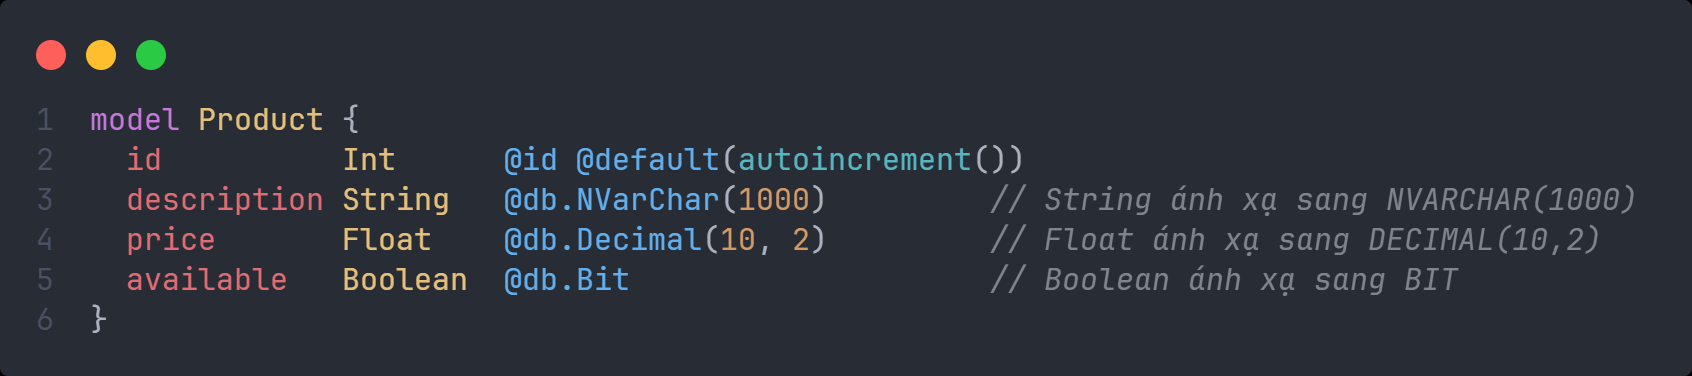 1 model Product {
2   id          Int      @id @default(autoincrement())
3   description String   @db.NVarChar(1000)         // String ánh xạ sang NVARCHAR(1000)
4   price       Float    @db.Decimal(10, 2)         // Float ánh xạ sang DECIMAL(10,2)
5   available   Boolean  @db.Bit                    // Boolean ánh xạ sang BIT
6 }